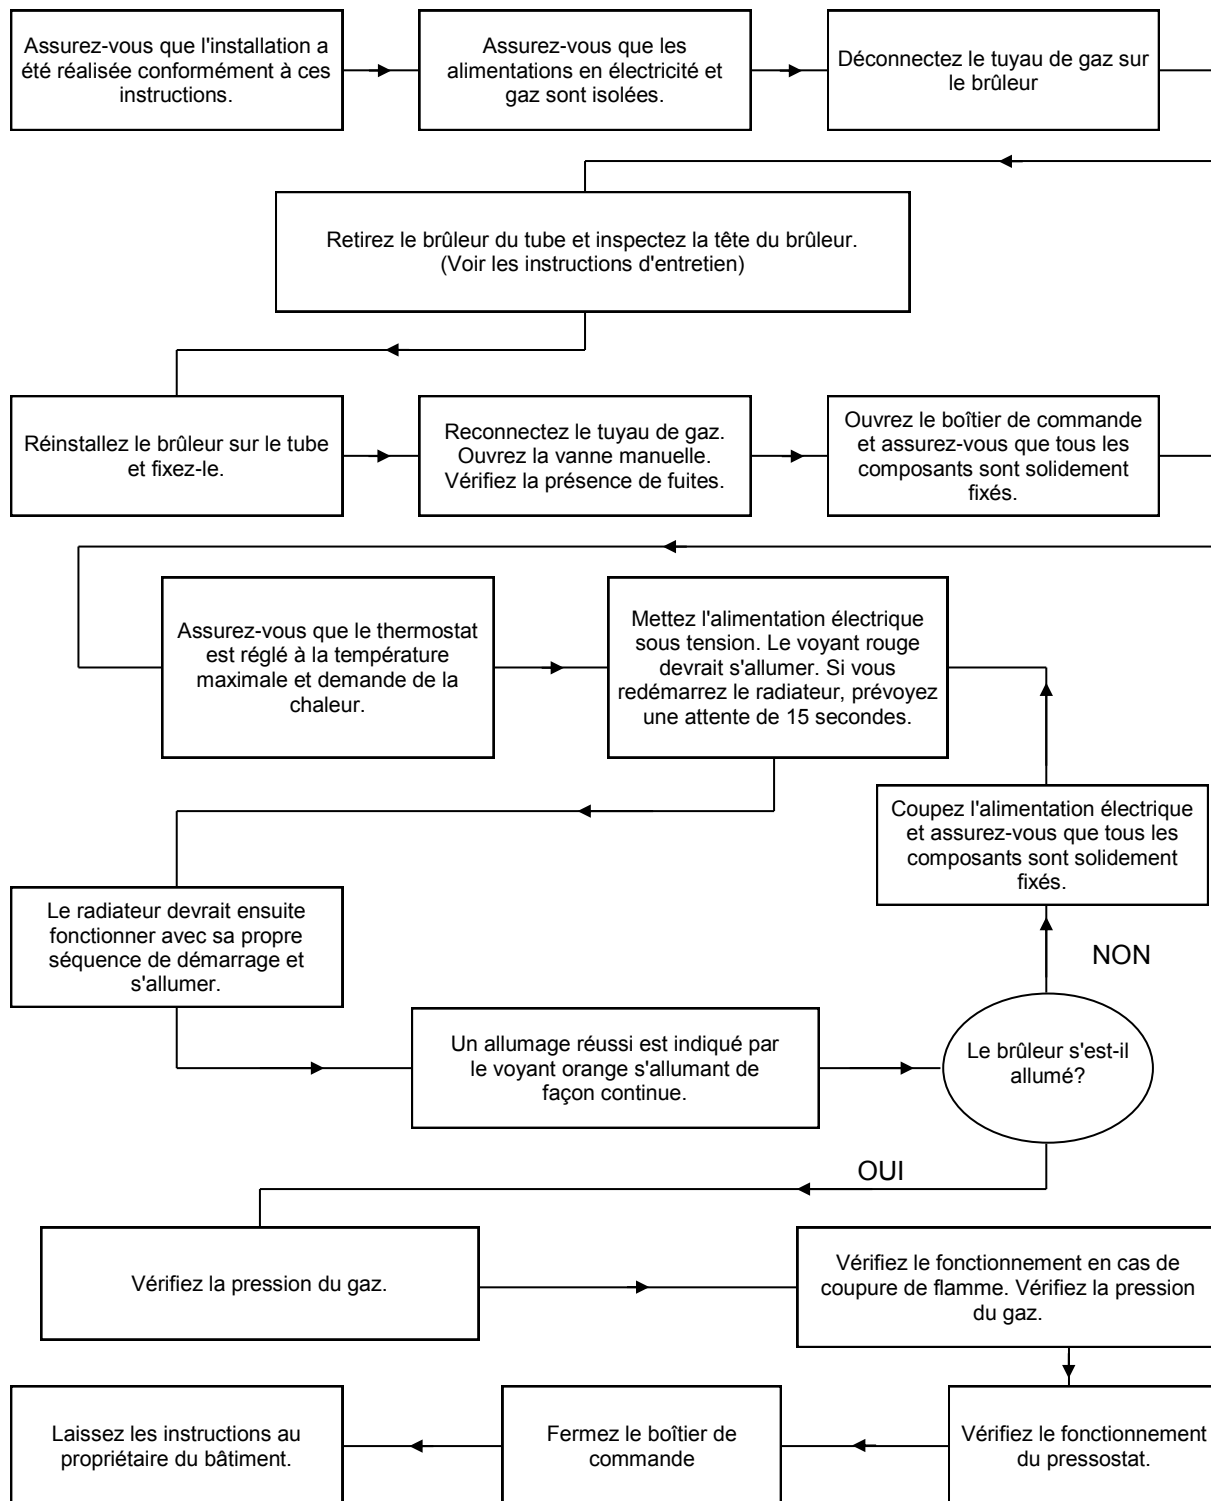 Assurez-vous que l'installation a
été réalisée conformément à ces
instructions.
Assurez-vous que les
alimentations en électricité et
gaz sont isolées.
Déconnectez le tuyau de gaz sur
le brûleur
Retirez le brûleur du tube et inspectez la tête du brûleur.
(Voir les instructions d'entretien)
Réinstallez le brûleur sur le tube
et fixez-le.
Reconnectez le tuyau de gaz.
Ouvrez la vanne manuelle.
Vérifiez la présence de fuites.
Ouvrez le boîtier de commande
et assurez-vous que tous les
composants sont solidement
fixés.
Assurez-vous que le thermostat
est réglé à la température
maximale et demande de la
chaleur.
Mettez l'alimentation électrique
sous tension. Le voyant rouge
devrait s'allumer. Si vous
redémarrez le radiateur, prévoyez
une attente de 15 secondes.
Coupez l'alimentation électrique
et assurez-vous que tous les
composants sont solidement
fixés.
Le radiateur devrait ensuite
fonctionner avec sa propre
séquence de démarrage et
s'allumer.
NON
Un allumage réussi est indiqué par
le voyant orange s'allumant de
façon continue.
Le brûleur s'est-il
allumé?
OUI
Vérifiez la pression du gaz.
Vérifiez le fonctionnement en cas de
coupure de flamme. Vérifiez la pression
du gaz.
Laissez les instructions au
propriétaire du bâtiment.
Fermez le boîtier de
commande
Vérifiez le fonctionnement
du pressostat.